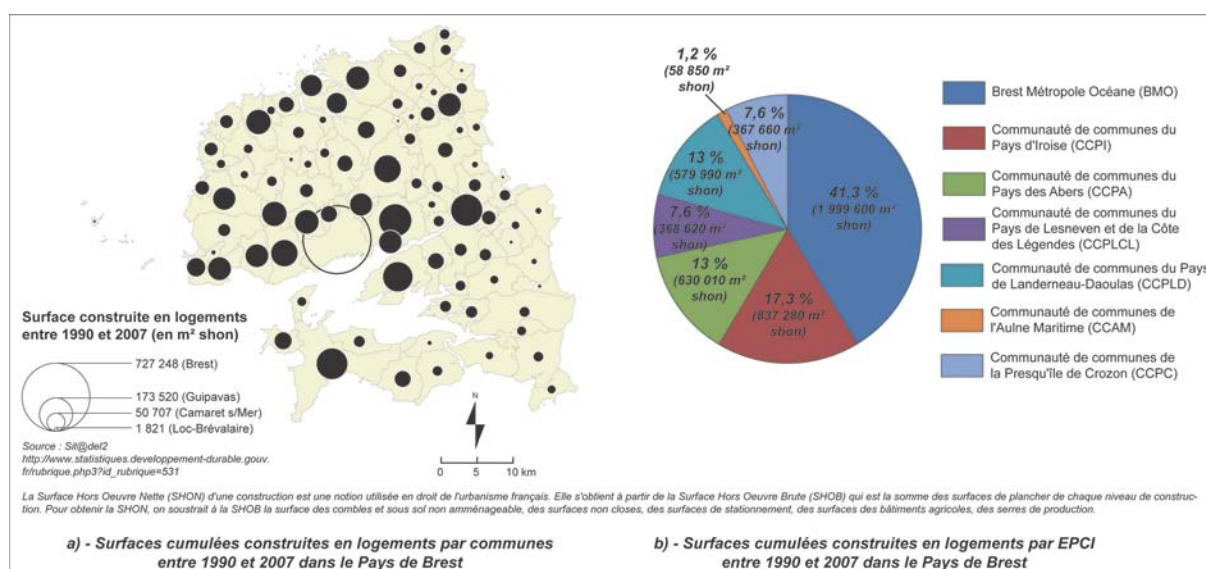 Surface construite en logements
entre 1990 et 2007 (en m² shon)
727 248 (Brest)
173 520 (Guipavas)
50 707 (Camaret s/Mer)
1 821 (Loc-Brévalaire)
Source : Sit@del2
http://www.statistiques.developpement-durable.gouv.
fr/rubrique.php3?id_rubrique=531
N
0 5 10 km
1,2 %
(58 850 m²
shon)
7,6 %
(367 660 m²
shon)
13 %
(579 990 m²
shon)
41,3 %
(1 999 600 m²
shon)
7,6 %
(368 620 m²
shon)
13 %
(630 010 m²
shon)
17,3 %
(837 280 m²
shon)
Brest Métropole Océane (BMO)
Communauté de communes du
Pays d'Iroise (CCPI)
Communauté de communes du
Pays des Abers (CCPA)
Communauté de communes du
Pays de Lesneven et de la Côte
des Légendes (CCPLCL)
Communauté de communes du Pays
de Landerneau-Daoulas (CCPLD)
Communauté de communes de
l'Aulne Maritime (CCAM)
Communauté de communes de
la Presqu'île de Crozon (CCPC)
La Surface Hors Oeuvre Nette (SHON) d'une construction est une notion utilisée en droit de l'urbanisme français. Elle s'obtient à partir de la Surface Hors Oeuvre Brute (SHOB) qui est la somme des surfaces de plancher de chaque niveau de construc-
tion. Pour obtenir la SHON, on soustrait à la SHOB la surface des combles et sous sol non amménageable, des surfaces non closes, des surfaces de stationnement, des surfaces des bâtiments agricoles, des serres de production.
a) - Surfaces cumulées construites en logements par communes
entre 1990 et 2007 dans le Pays de Brest
b) - Surfaces cumulées construites en logements par EPCI
entre 1990 et 2007 dans le Pays de Brest